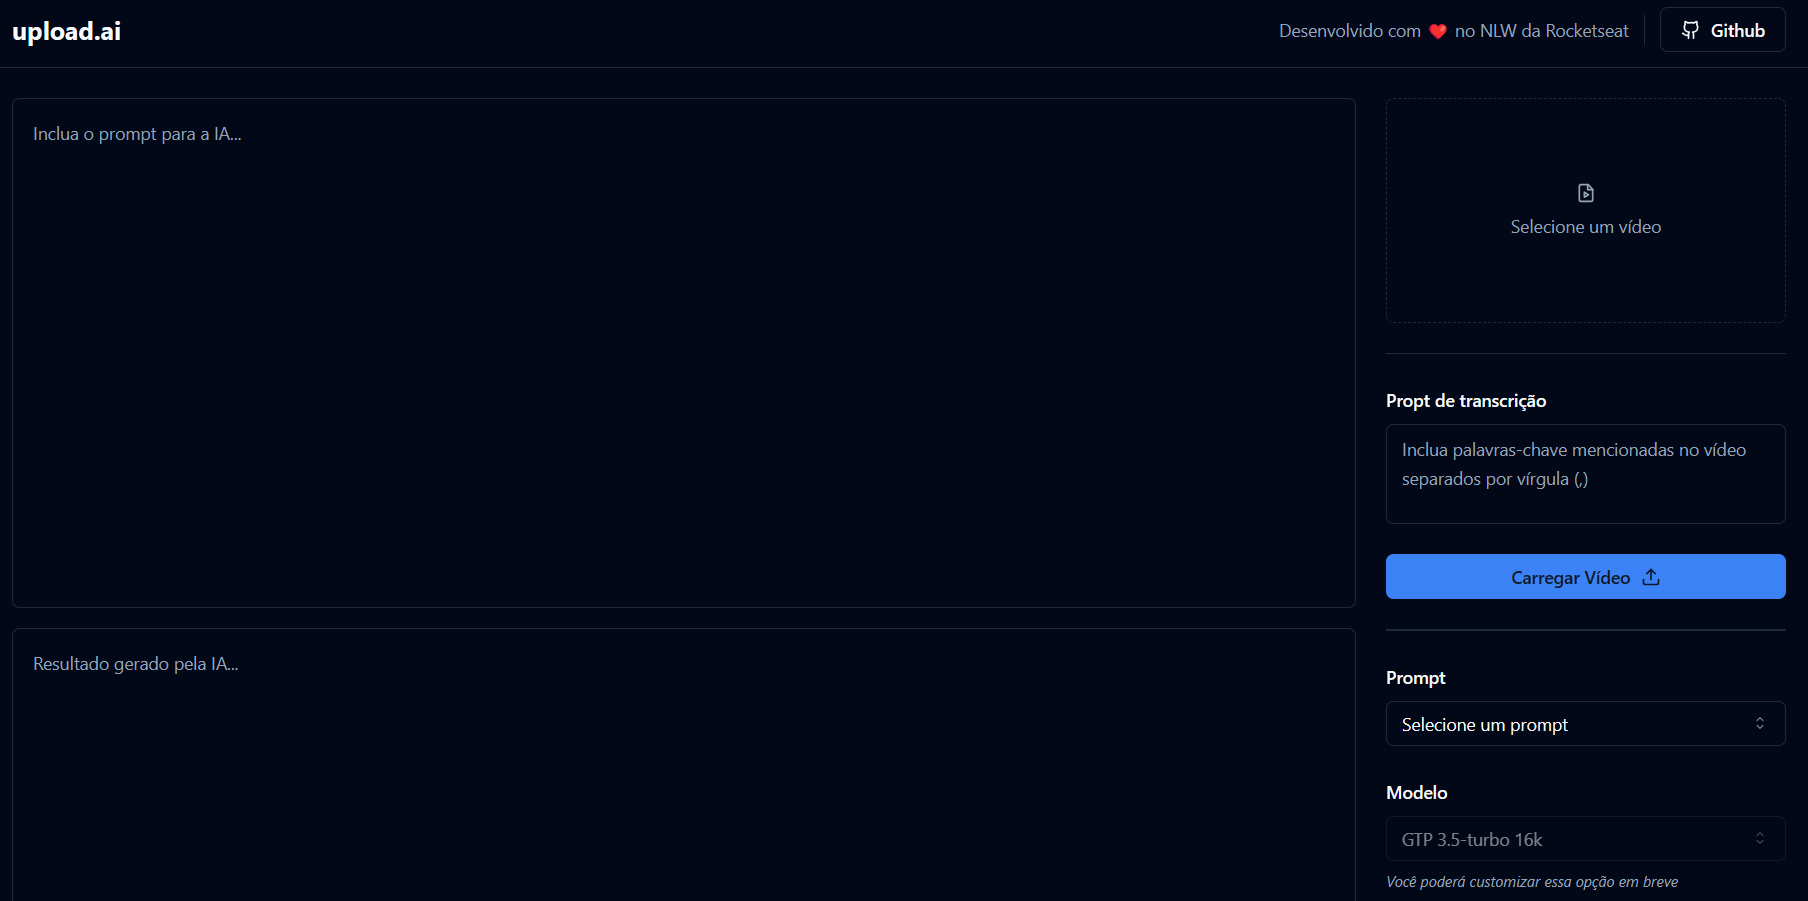 upload.ai
Desenvolvido com ❤️ no NLW da Rocketseat
Github
Inclua o prompt para a IA...
Selecione um vídeo
Propt de transcrição
Inclua palavras-chave mencionadas no vídeo
separados por vírgula (,)
Carregar Vídeo
Resultado gerado pela IA...
Prompt
Selecione um prompt
Modelo
GTP 3.5-turbo 16k
Você poderá customizar essa opção em breve